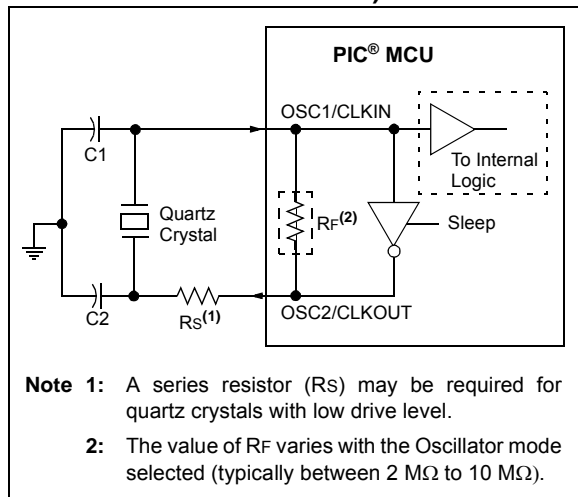 PIC® MCU
OSC1/CLKIN
C1
To Internal
Logic
Quartz
Crystal
RF(2)
Sleep
C2
RS(1)
OSC2/CLKOUT
Note 1: A series resistor (RS) may be required for
quartz crystals with low drive level.
2: The value of RF varies with the Oscillator mode
selected (typically between 2 MΩ to 10 MΩ).